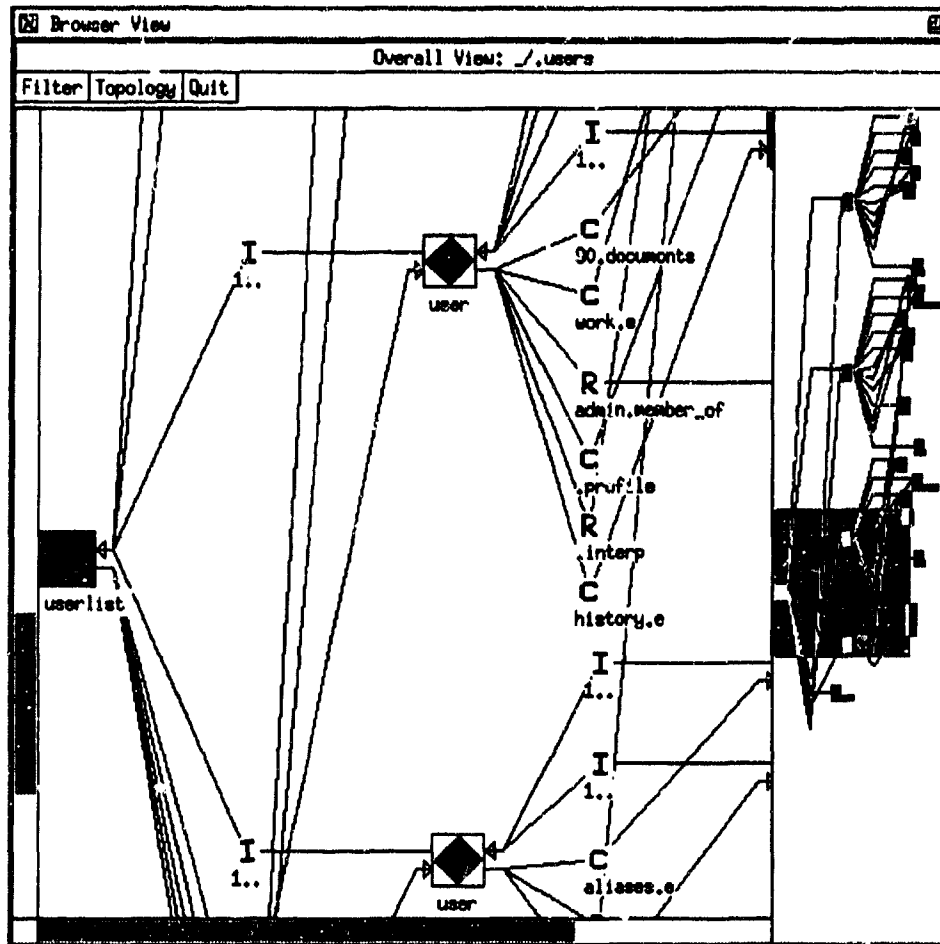 Browser View
Overall View: _/.users
Filter Topology Quit
I
1..
C
90.documents
I
1..
user
C
work.e
R
admin.member_of
C
.profile
R
.interp
C
history.e
userlist
I
1..
I
1..
I
1..
C
aliases.e
user